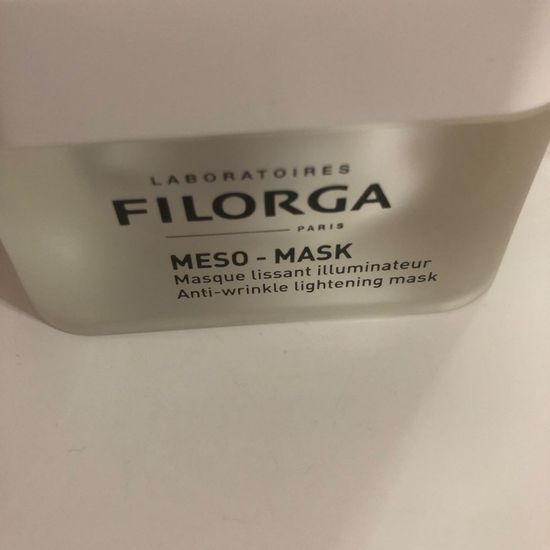 LABORATOIRES
FILORGA
PARIS
MESO - MASK
Masque lissant illuminateur
Anti-wrinkle lightening mask